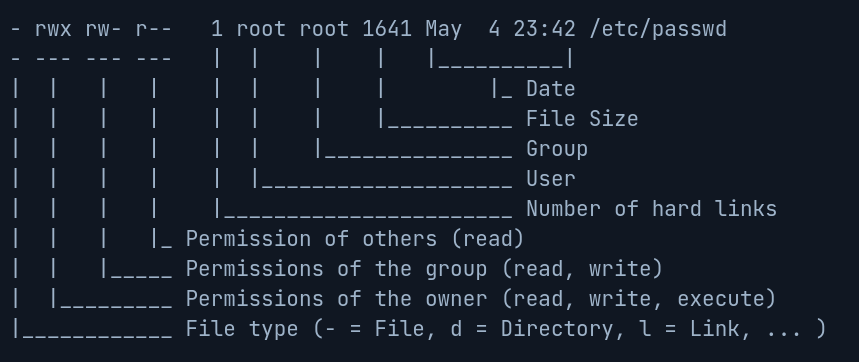 - rwx rw- r--   1 root root 1641 May  4 23:42 /etc/passwd
- --- --- ---   |  |    |    |   |__________|
|  |   |   |    |  |    |    |        |_ Date
|  |   |   |    |  |    |    |__________ File Size
|  |   |   |    |  |    |_______________ Group
|  |   |   |    |  |____________________ User
|  |   |   |    |_______________________ Number of hard links
|  |   |   |_ Permission of others (read)
|  |   |_____ Permissions of the group (read, write)
|  |_________ Permissions of the owner (read, write, execute)
|____________ File type (- = File, d = Directory, l = Link, ... )